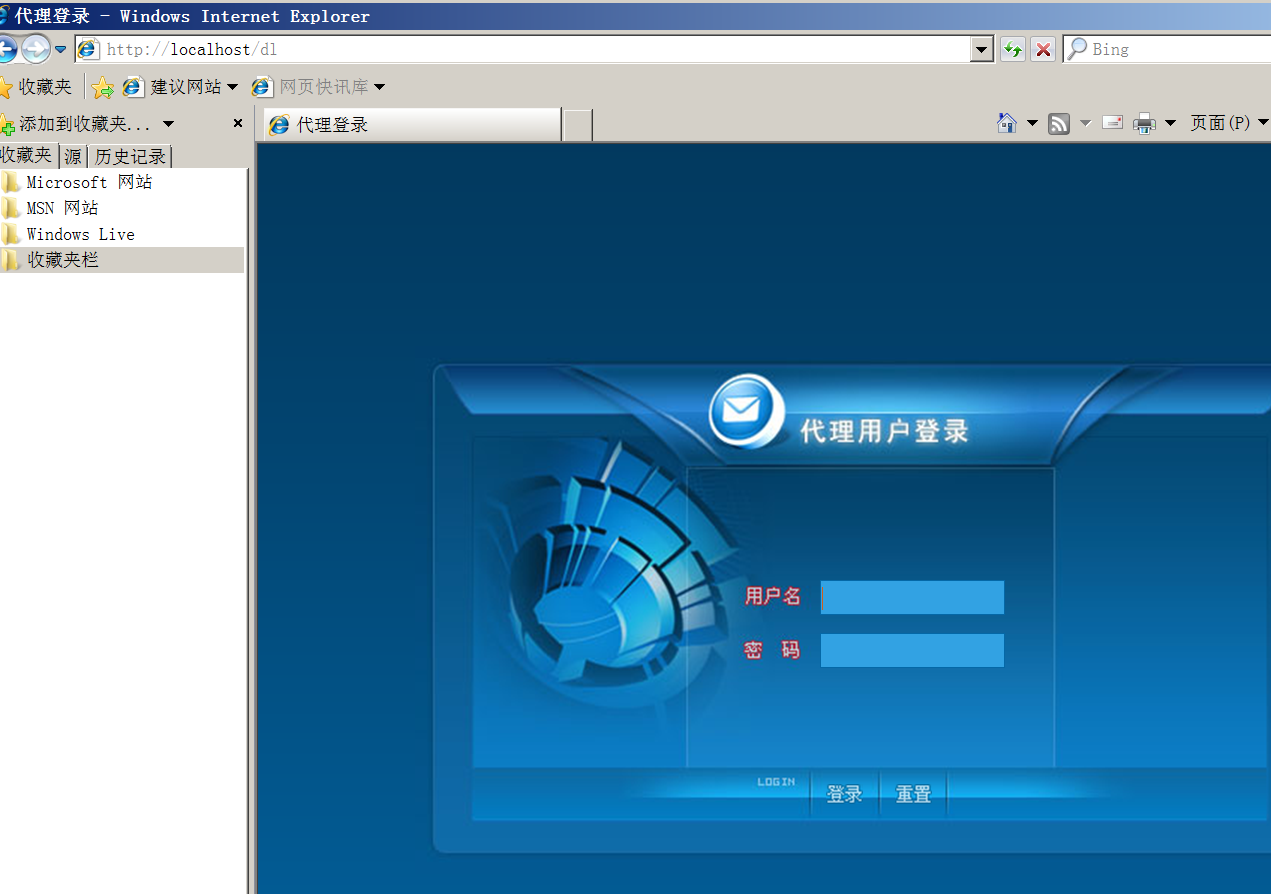 代理登录 - Windows Internet Explorer
http://localhost/dl
Bing
收藏夹 建议网站 网页快讯库
添加到收藏夹... 代理登录 页面(P)
收藏夹 源 历史记录
Microsoft 网站
MSN 网站
Windows Live
收藏夹栏
代理用户登录
用户名
密 码
LOGIN 登录 重置